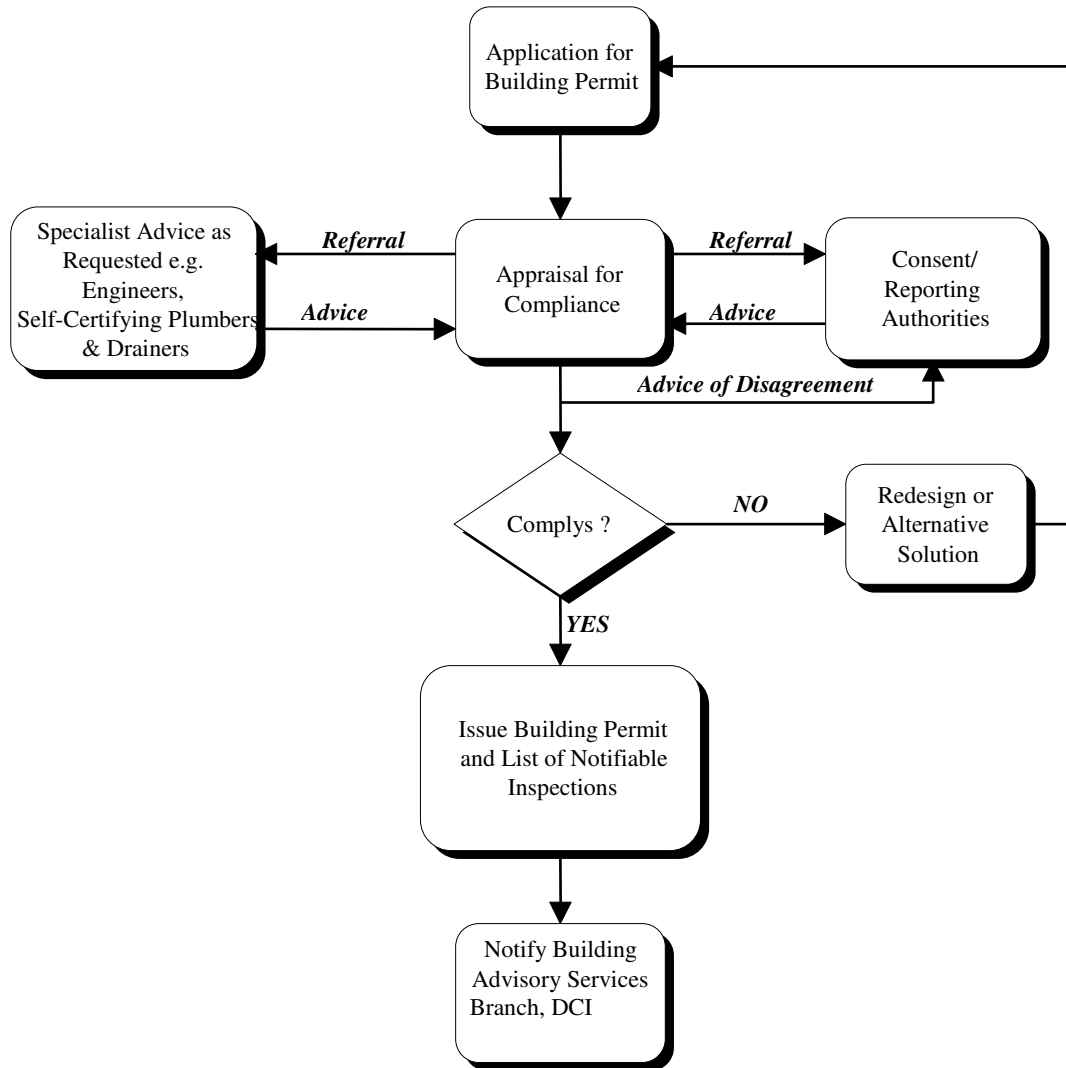 Application for
Building Permit
Specialist Advice as
Requested e.g.
Engineers,
Self-Certifying Plumbers
& Drainers
Referral
Advice
Appraisal for
Compliance
Referral
Advice
Consent/
Reporting
Authorities
Advice of Disagreement
Complys ?
NO
Redesign or
Alternative
Solution
YES
Issue Building Permit
and List of Notifiable
Inspections
Notify Building
Advisory Services
Branch, DCI